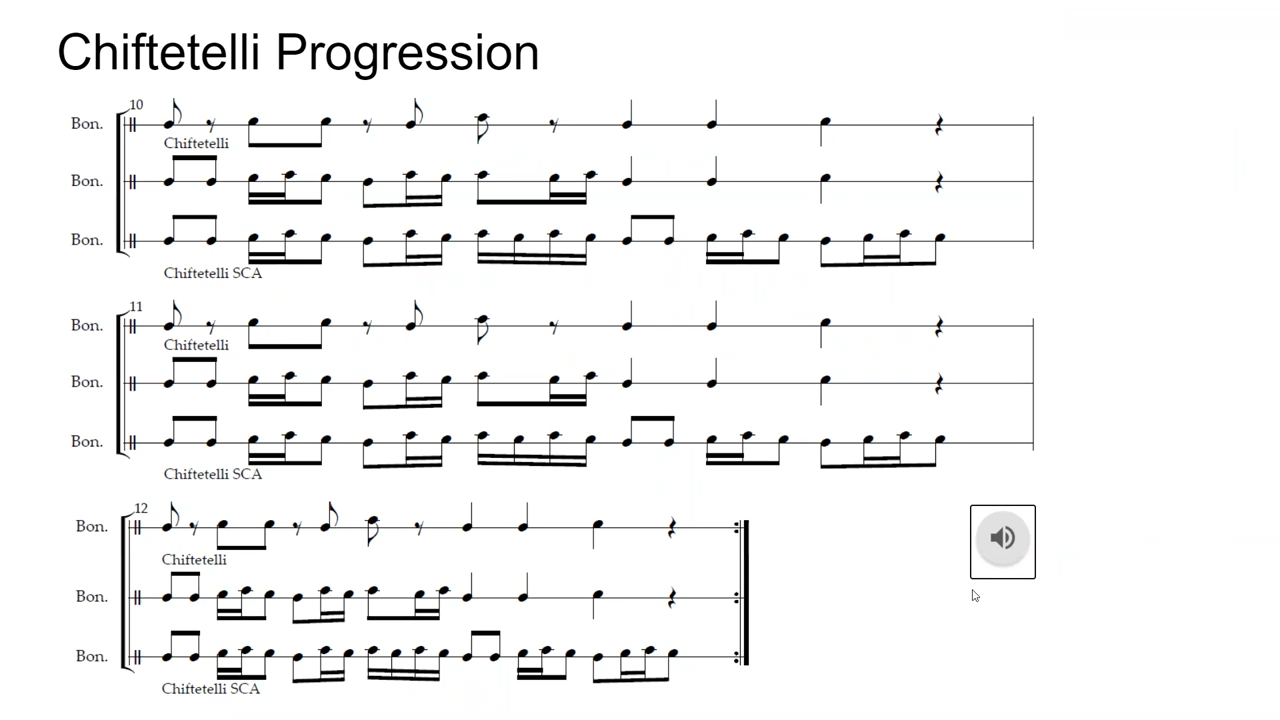 Chiftetelli Progression
10
Bon.
Chiftetelli
Bon.
Bon.
Chiftetelli SCA
11
Bon.
Chiftetelli
Bon.
Bon.
Chiftetelli SCA
12
Bon.
Chiftetelli
Bon.
Bon.
Chiftetelli SCA